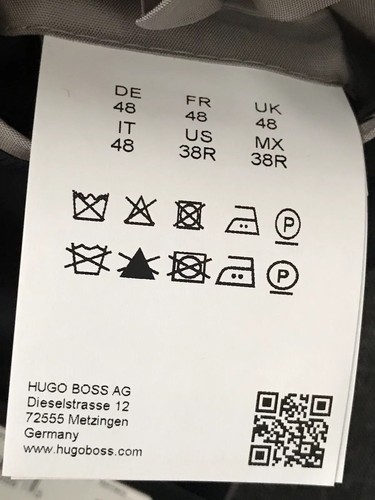 DE FR UK
48 48 48
IT US MX
48 38R 38R
P
P
HUGO BOSS AG
Dieselstrasse 12
72555 Metzingen
Germany
www.hugoboss.com